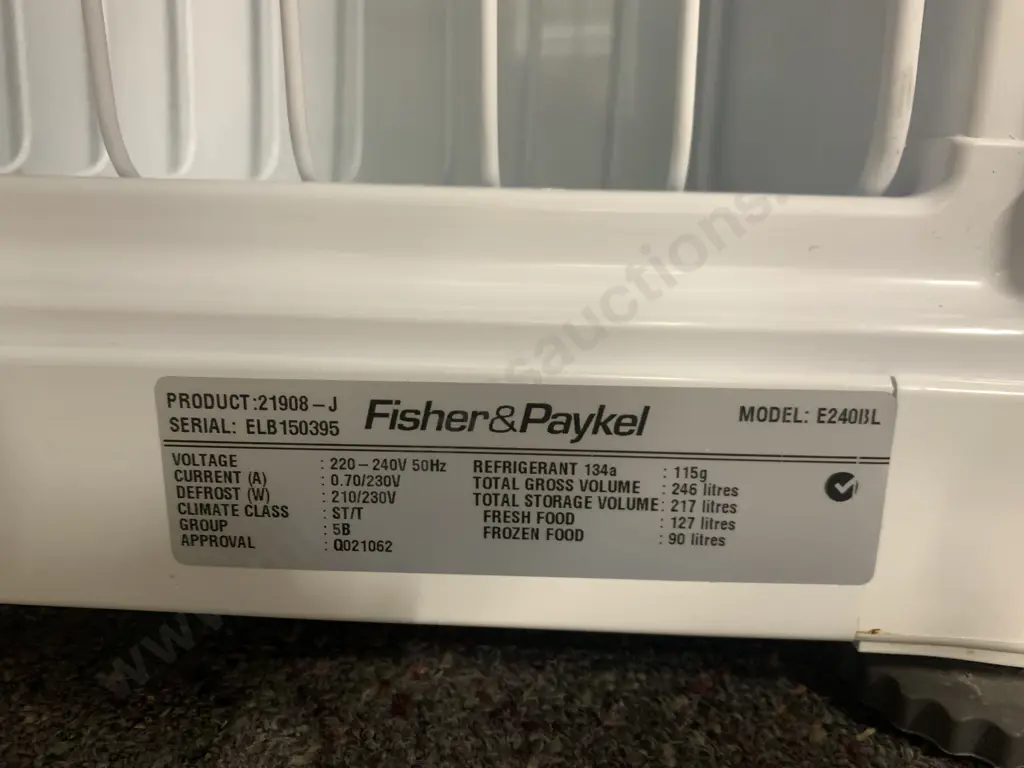 PRODUCT:21908-J
SERIAL: ELB150395
Fisher&Paykel
MODEL: E240BL
VOLTAGE : 220-240V 50Hz
CURRENT (A) : 0.70/230V
DEFROST (W) : 210/230V
CLIMATE CLASS : ST/T
GROUP : 5B
APPROVAL : Q021062
REFRIGERANT 134a : 115g
TOTAL GROSS VOLUME : 246 litres
TOTAL STORAGE VOLUME: 217 litres
FRESH FOOD : 127 litres
FROZEN FOOD : 90 litres